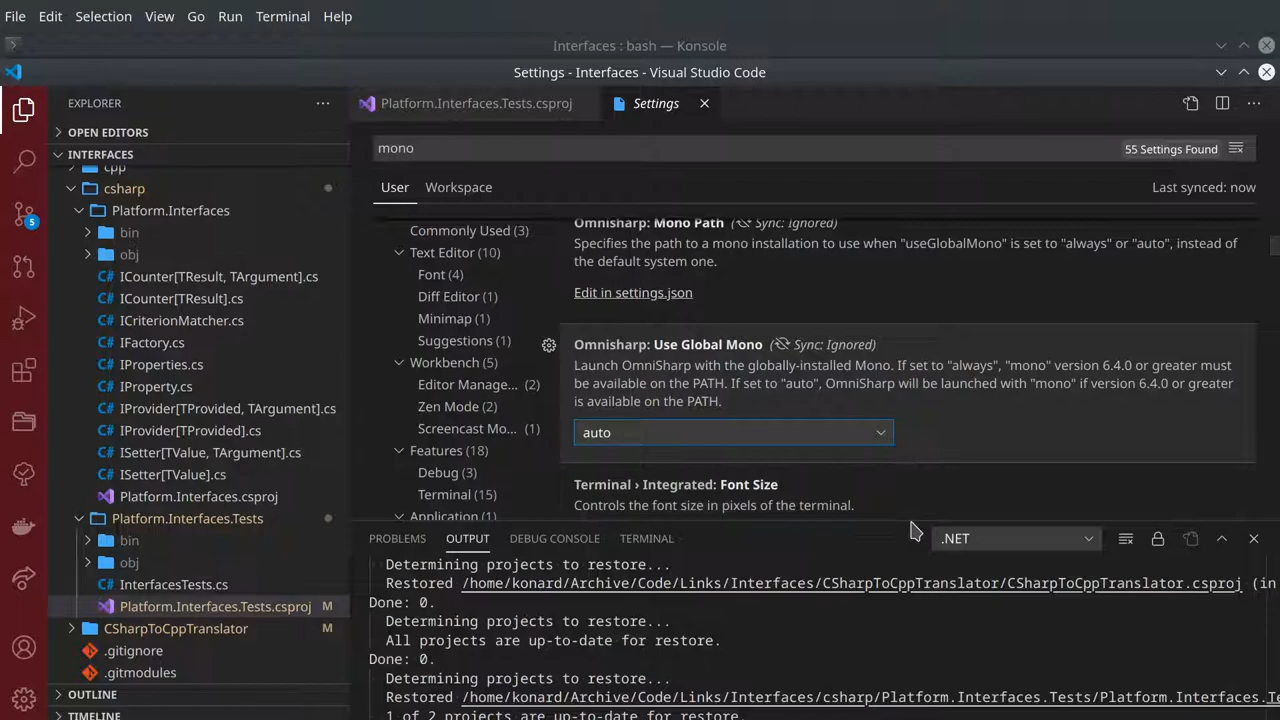 File Edit Selection View Go Run Terminal Help
Interfaces : bash — Konsole
Settings - Interfaces - Visual Studio Code
EXPLORER
OPEN EDITORS
INTERFACES
cpp
csharp
Platform.Interfaces
bin
obj
ICounter[TResult, TArgument].cs
ICounter[TResult].cs
ICriterionMatcher.cs
IFactory.cs
IProperties.cs
IProperty.cs
IProvider[TProvided, TArgument].cs
IProvider[TProvided].cs
ISetter[TValue, TArgument].cs
ISetter[TValue].cs
Platform.Interfaces.csproj
Platform.Interfaces.Tests
bin
obj
InterfacesTests.cs
Platform.Interfaces.Tests.csproj M
CSharpToCppTranslator M
.gitignore
.gitmodules
OUTLINE
TIMELINE
5
Platform.Interfaces.Tests.csproj Settings
mono 55 Settings Found
User Workspace Last synced: now
Commonly Used (3)
Text Editor (10)
Font (4)
Diff Editor (1)
Minimap (1)
Suggestions (1)
Workbench (5)
Editor Manage... (2)
Zen Mode (2)
Screencast Mo... (1)
Features (18)
Debug (3)
Terminal (15)
Application (1)
Omnisharp: Mono Path (Sync: Ignored)
Specifies the path to a mono installation to use when "useGlobalMono" is set to "always" or "auto", instead of
the default system one.
Edit in settings.json
Omnisharp: Use Global Mono (Sync: Ignored)
Launch OmniSharp with the globally-installed Mono. If set to "always", "mono" version 6.4.0 or greater must
be available on the PATH. If set to "auto", OmniSharp will be launched with "mono" if version 6.4.0 or greater
is available on the PATH.
auto
Terminal › Integrated: Font Size
Controls the font size in pixels of the terminal.
PROBLEMS OUTPUT DEBUG CONSOLE TERMINAL .NET
Determining projects to restore...
Restored /home/konard/Archive/Code/Links/Interfaces/CSharpToCppTranslator/CSharpToCppTranslator.csproj (in
Done: 0.
Determining projects to restore...
All projects are up-to-date for restore.
Done: 0.
Determining projects to restore...
Restored /home/konard/Archive/Code/Links/Interfaces/csharp/Platform.Interfaces.Tests/Platform.Interfaces.Te
1 of 2 projects are up-to-date for restore.